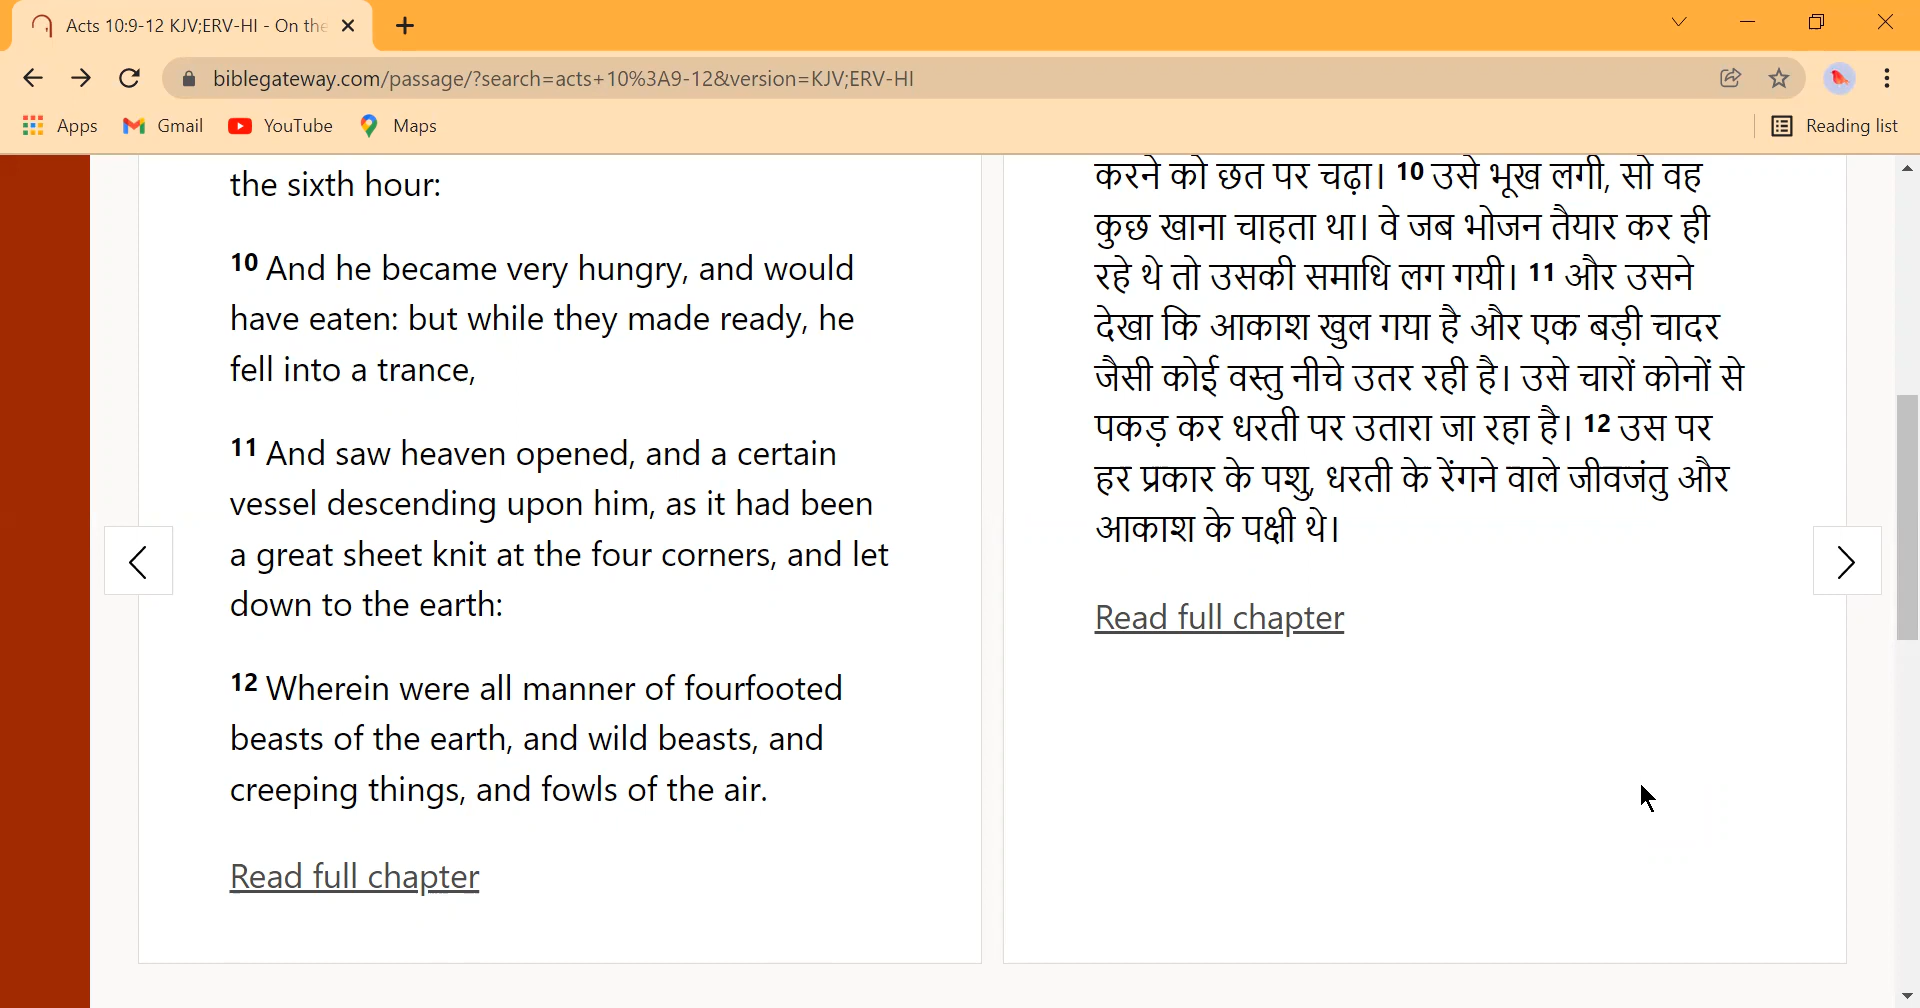 Acts 10:9-12 KJV;ERV-HI - On the
biblegateway.com/passage/?search=acts+10%3A9-12&version=KJV;ERV-HI
Apps Gmail YouTube Maps Reading list
the sixth hour:
10 And he became very hungry, and would
have eaten: but while they made ready, he
fell into a trance,
11 And saw heaven opened, and a certain
vessel descending upon him, as it had been
a great sheet knit at the four corners, and let
down to the earth:
12 Wherein were all manner of fourfooted
beasts of the earth, and wild beasts, and
creeping things, and fowls of the air.
Read full chapter
करने को छत पर चढ़ा। 10 उसे भूख लगी, सो वह
कुछ खाना चाहता था। वे जब भोजन तैयार कर ही
रहे थे तो उसकी समाधि लग गयी। 11 और उसने
देखा कि आकाश खुल गया है और एक बड़ी चादर
जैसी कोई वस्तु नीचे उतर रही है। उसे चारों कोनों से
पकड़ कर धरती पर उतारा जा रहा है। 12 उस पर
हर प्रकार के पशु, धरती के रेंगने वाले जीवजंतु और
आकाश के पक्षी थे।
Read full chapter